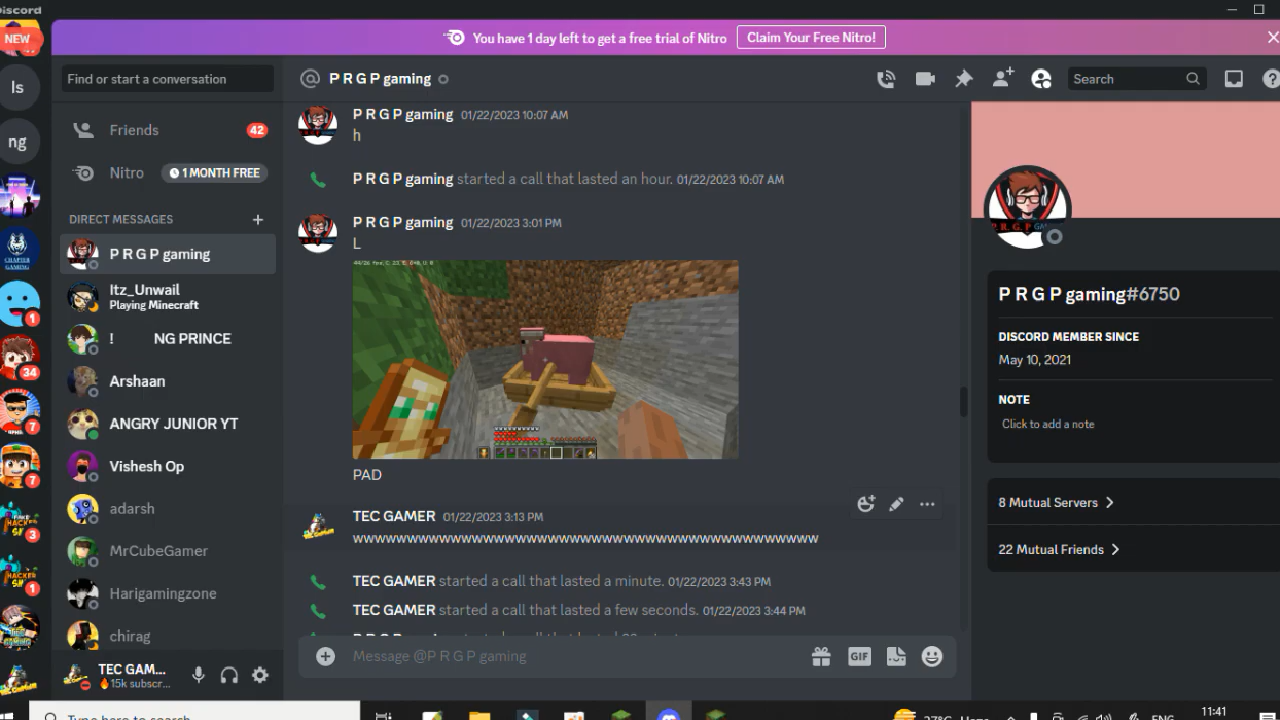 Discord
NEW
You have 1 day left to get a free trial of Nitro
Claim Your Free Nitro!
ls
ng
1
34
7
7
3
1
Find or start a conversation
Friends
42
Nitro
1 MONTH FREE
DIRECT MESSAGES
P R G P gaming
Itz_Unwail
Playing Minecraft
! NG PRINCE
Arshaan
ANGRY JUNIOR YT
Vishesh Op
adarsh
MrCubeGamer
Harigamingzone
chirag
TEC GAM...
15k subscr...
P R G P gaming
Search
P R G P gaming 01/22/2023 10:07 AM
h
P R G P gaming started a call that lasted an hour. 01/22/2023 10:07 AM
P R G P gaming 01/22/2023 3:01 PM
L
PAD
TEC GAMER 01/22/2023 3:13 PM
wwwwwwwwwwwwwwwwwwwwwwwwwwwwwwwwwwwwwwwwwww
TEC GAMER started a call that lasted a minute. 01/22/2023 3:43 PM
TEC GAMER started a call that lasted a few seconds. 01/22/2023 3:44 PM
Message @P R G P gaming
GIF
P R G P gaming#6750
DISCORD MEMBER SINCE
May 10, 2021
NOTE
Click to add a note
8 Mutual Servers
22 Mutual Friends
Type here to search
ENG
11:41